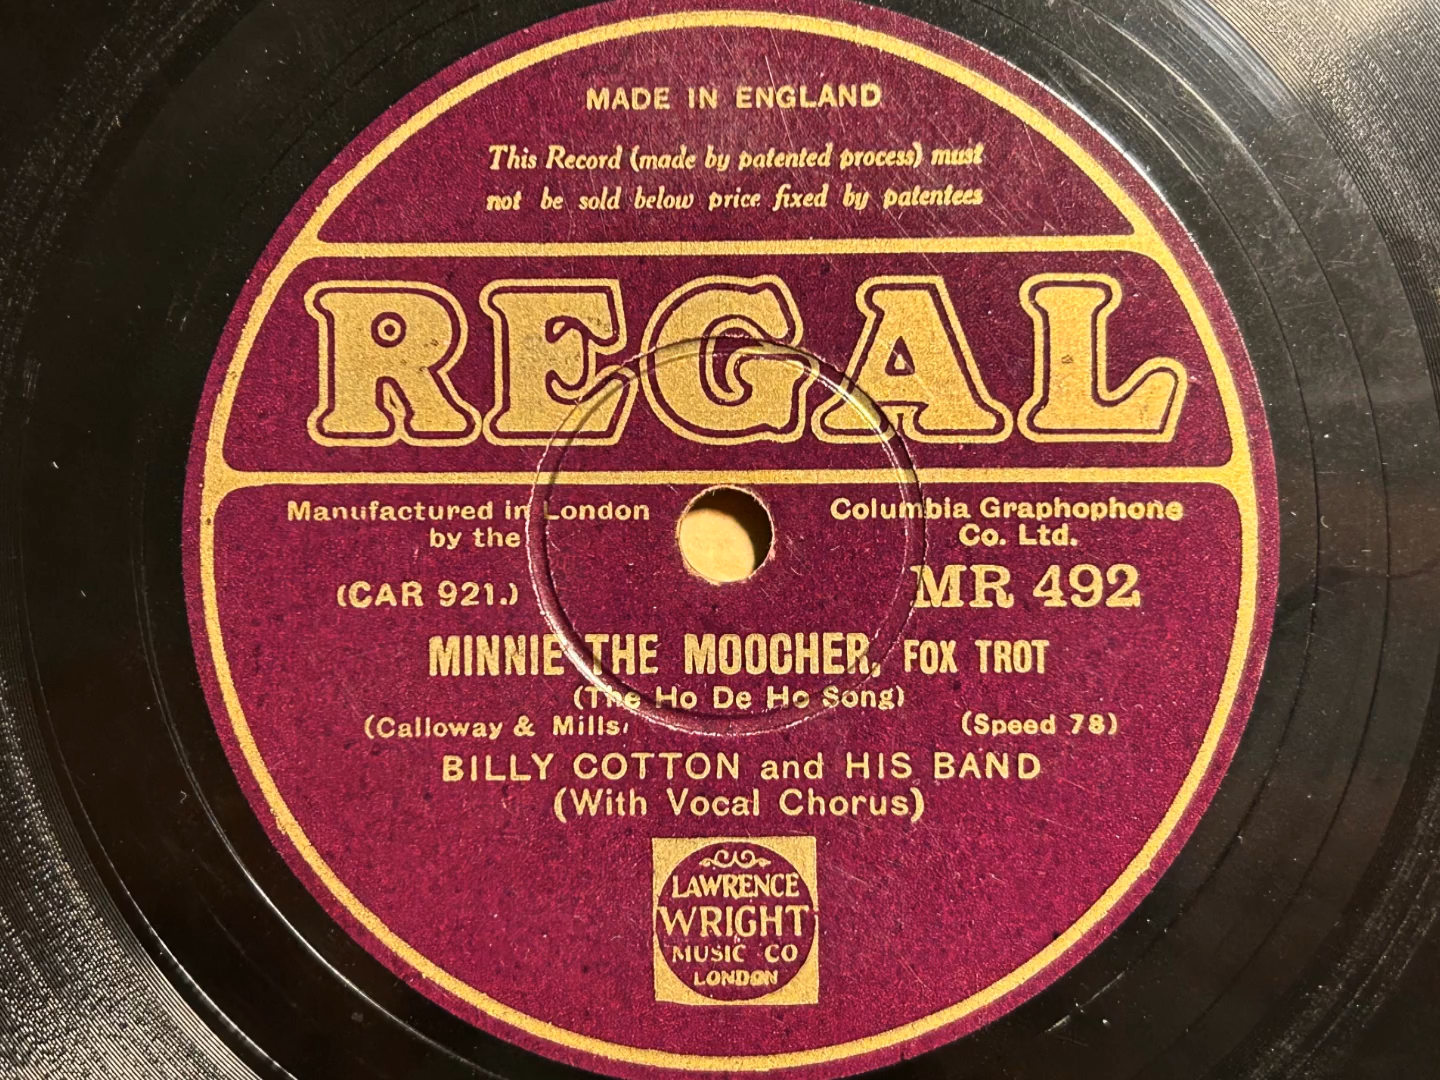 MADE IN ENGLAND
This Record (made by patented process) must
not be sold below price fixed by patentees
REGAL
Manufactured in London
by the
Columbia Graphophone
Co. Ltd.
(CAR 921.)
MR 492
MINNIE THE MOOCHER, FOX TROT
(The Ho De Ho Song)
(Calloway & Mills)
(Speed 78)
BILLY COTTON and HIS BAND
(With Vocal Chorus)
LAWRENCE
WRIGHT
MUSIC CO
LONDON